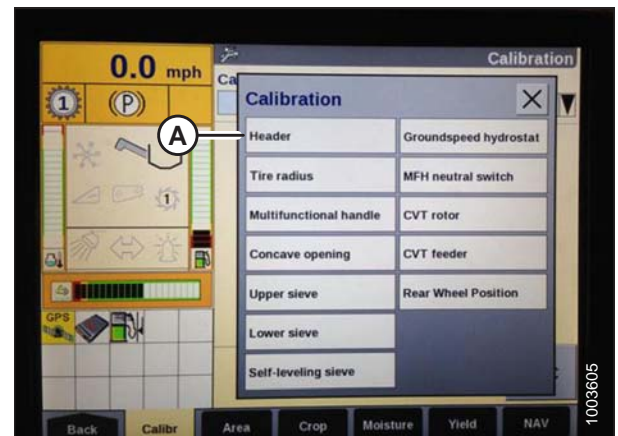 0.0 mph
Calibration
Ca
1
(P)
Calibration
X
A
Header
Groundspeed hydrostat
Tire radius
MFH neutral switch
1
Multifunctional handle
CVT rotor
Concave opening
CVT feeder
Upper sieve
Rear Wheel Position
GPS
Lower sieve
Self-leveling sieve
Back
Calibr
Area
Crop
Moisture
Yield
NAV
1003605